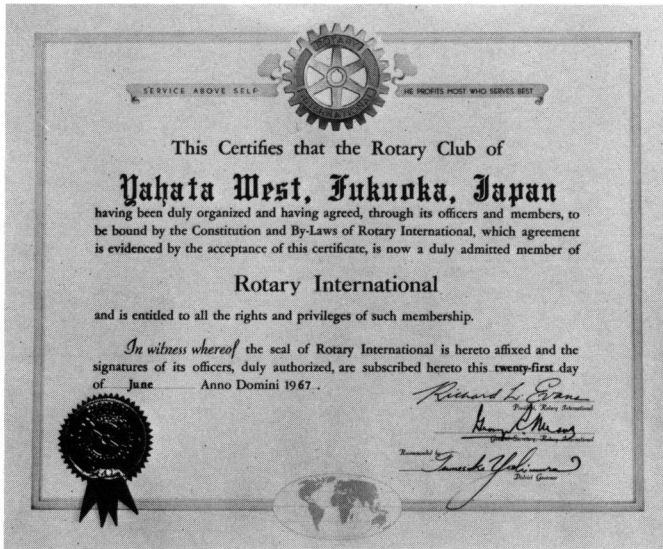 ROTARY
INTERNATIONAL
SERVICE ABOVE SELF
HE PROFITS MOST WHO SERVES BEST
This Certifies that the Rotary Club of
Yahata West, Fukuoka, Japan
having been duly organized and having agreed, through its officers and members, to
be bound by the Constitution and By-Laws of Rotary International, which agreement
is evidenced by the acceptance of this certificate, is now a duly admitted member of
Rotary International
and is entitled to all the rights and privileges of such membership.
In witness whereof the seal of Rotary International is hereto affixed and the
signatures of its officers, duly authorized, are subscribed hereto this twenty-first day
of June Anno Domini 1967.
Richard L. Evans
President, Rotary International
General Secretary, Rotary International
Recommended by
District Governor